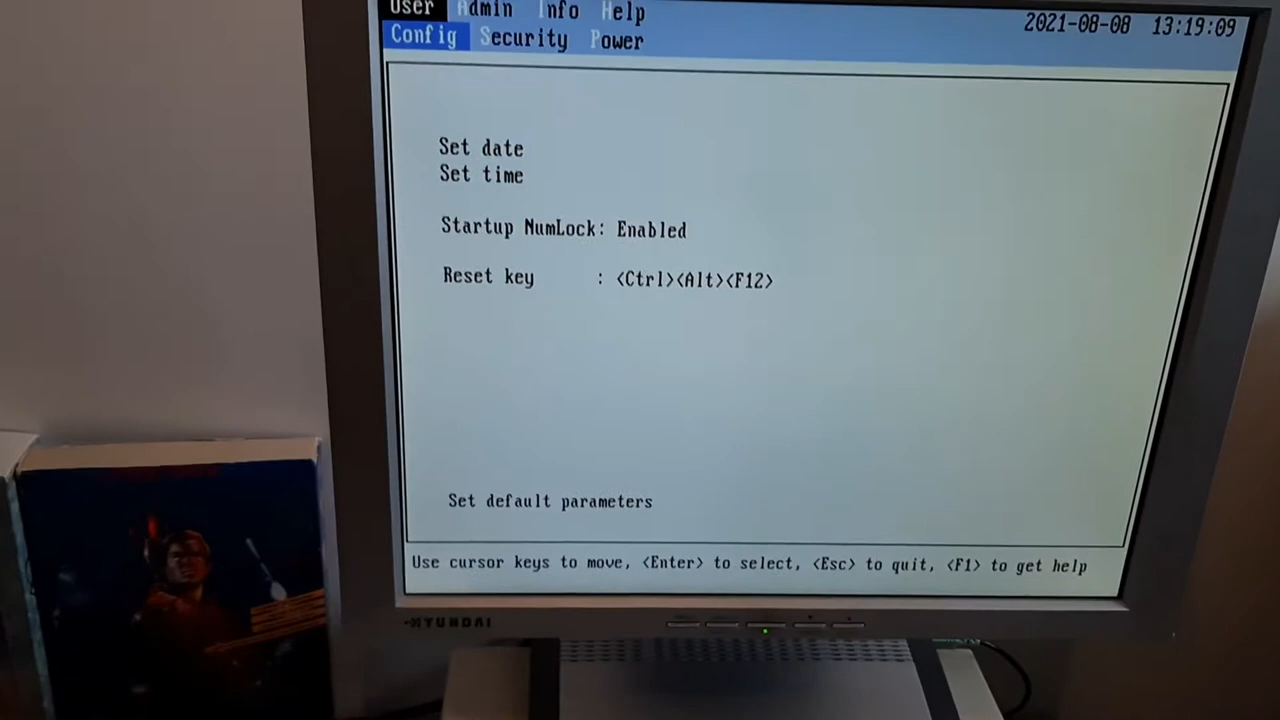 User Admin Info Help 2021-08-08 13:19:09
Config Security Power
Set date
Set time
Startup NumLock: Enabled
Reset key : <Ctrl><Alt><F12>
Set default parameters
Use cursor keys to move, <Enter> to select, <Esc> to quit, <F1> to get help
HYUNDAI